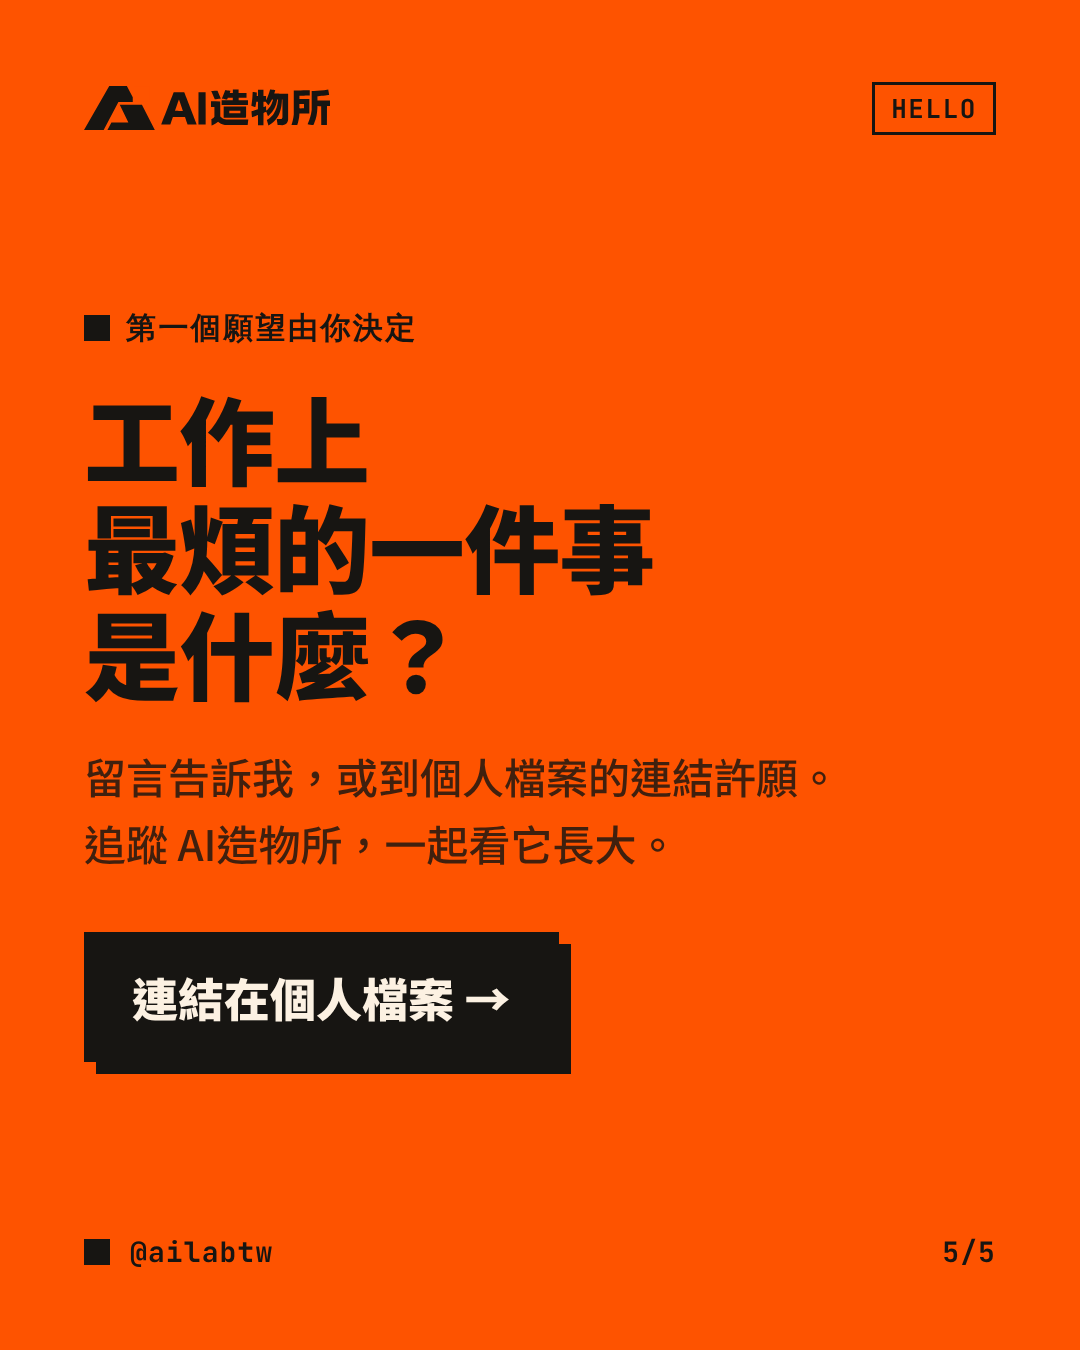 AI造物所
HELLO
第一個願望由你決定
工作上
最煩的一件事
是什麼？
留言告訴我，或到個人檔案的連結許願。
追蹤 AI造物所，一起看它長大。
連結在個人檔案 →
@ailabtw
5/5